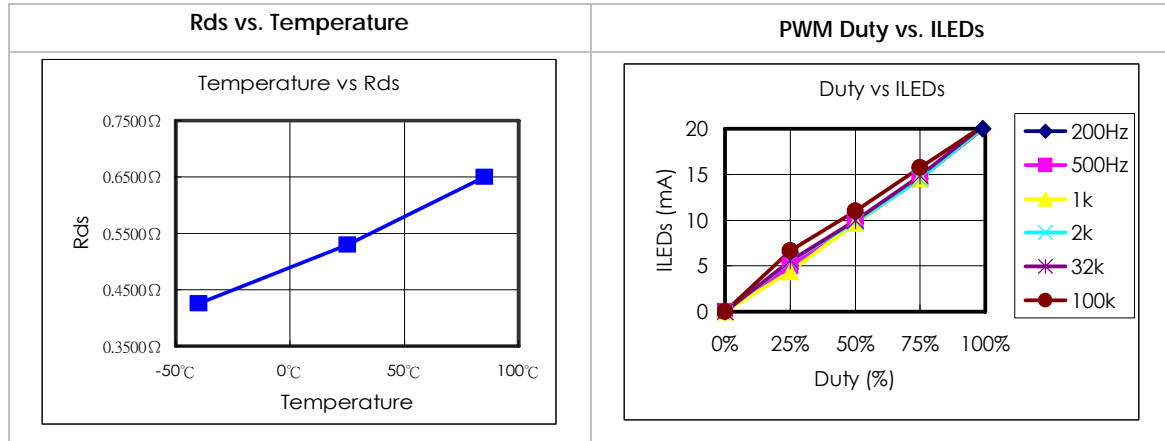 Rds vs. Temperature
PWM Duty vs. ILEDs
Temperature vs Rds
0.7500Ω
0.6500Ω
0.5500Ω
0.4500Ω
0.3500Ω
Rds
-50℃ 0℃ 50℃ 100℃
Temperature
Duty vs ILEDs
20
15
10
5
0
ILEDs (mA)
0% 25% 50% 75% 100%
Duty (%)
200Hz
500Hz
1k
2k
32k
100k